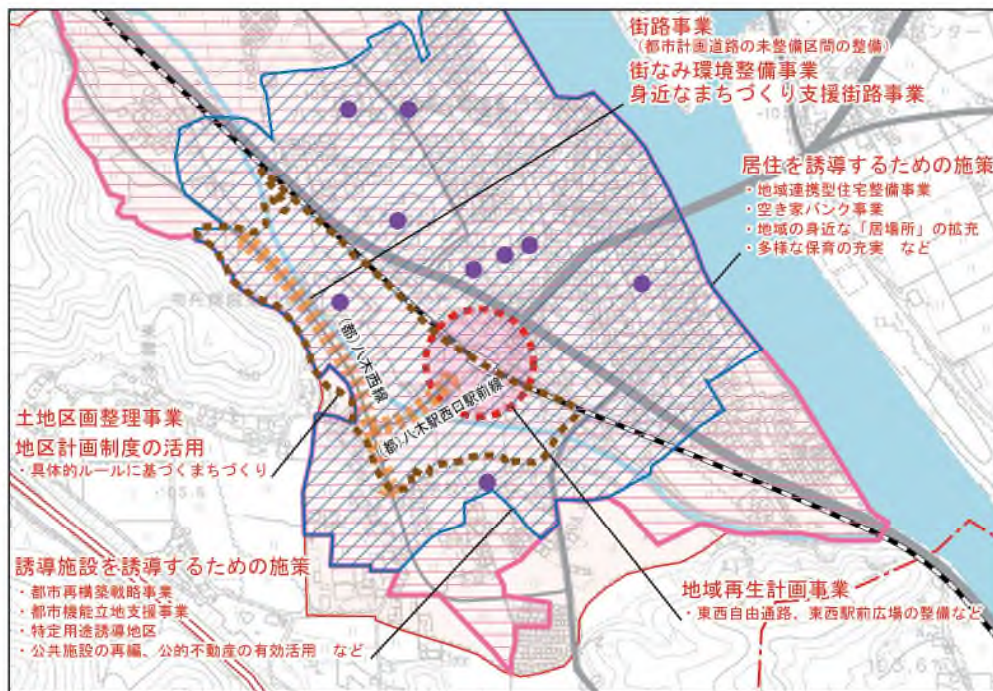 街路事業
(都市計画道路の未整備区間の整備)
街なみ環境整備事業
身近なまちづくり支援街路事業
居住を誘導するための施策
・地域連携型住宅整備事業
・空き家バンク事業
・地域の身近な「居場所」の拡充
・多様な保育の充実 など
(都)八木西線
(都)八木駅西口駅前線
土地区画整理事業
地区計画制度の活用
・具体的ルールに基づくまちづくり
誘導施設を誘導するための施策
・都市再構築戦略事業
・都市機能立地支援事業
・特定用途誘導地区
・公共施設の再編、公的不動産の有効活用 など
地域再生計画事業
・東西自由通路、東西駅前広場の整備など